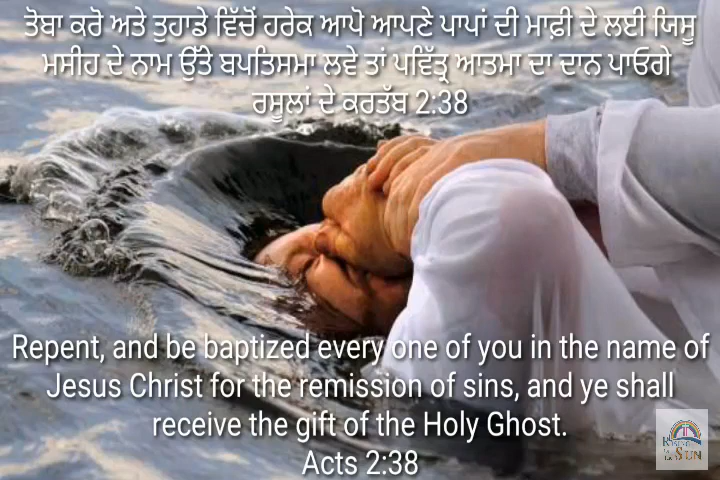 ਤੋਬਾ ਕਰੋ ਅਤੇ ਤੁਹਾਡੇ ਵਿੱਚੋਂ ਹਰੇਕ ਆਪੋ ਆਪਣੇ ਪਾਪਾਂ ਦੀ ਮਾਫ਼ੀ ਦੇ ਲਈ ਯਿਸੂ
ਮਸੀਹ ਦੇ ਨਾਮ ਉੱਤੇ ਬਪਤਿਸਮਾ ਲਵੇ ਤਾਂ ਪਵਿੱਤ੍ਰ ਆਤਮਾ ਦਾ ਦਾਨ ਪਾਓਗੇ
ਰਸੂਲਾਂ ਦੇ ਕਰਤੱਬ 2:38
Repent, and be baptized every one of you in the name of
Jesus Christ for the remission of sins, and ye shall
receive the gift of the Holy Ghost.
Acts 2:38
SUN